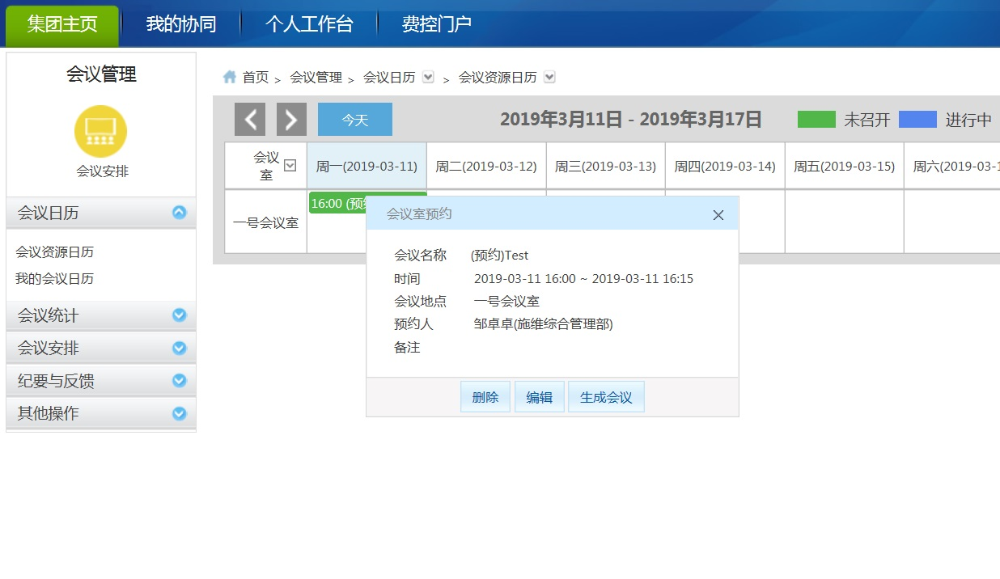 集团主页 我的协同 个人工作台 费控门户
会议管理
会议安排
会议日历
会议资源日历
我的会议日历
会议统计
会议安排
纪要与反馈
其他操作
首页 > 会议管理 > 会议日历 > 会议资源日历
今天 2019年3月11日 - 2019年3月17日 未召开 进行中
会议室 周一(2019-03-11) 周二(2019-03-12) 周三(2019-03-13) 周四(2019-03-14) 周五(2019-03-15) 周六(2019-03-1
一号会议室 16:00 (预约
会议室预约
会议名称 (预约)Test
时间 2019-03-11 16:00 ~ 2019-03-11 16:15
会议地点 一号会议室
预约人 邹卓卓(施维综合管理部)
备注
删除 编辑 生成会议